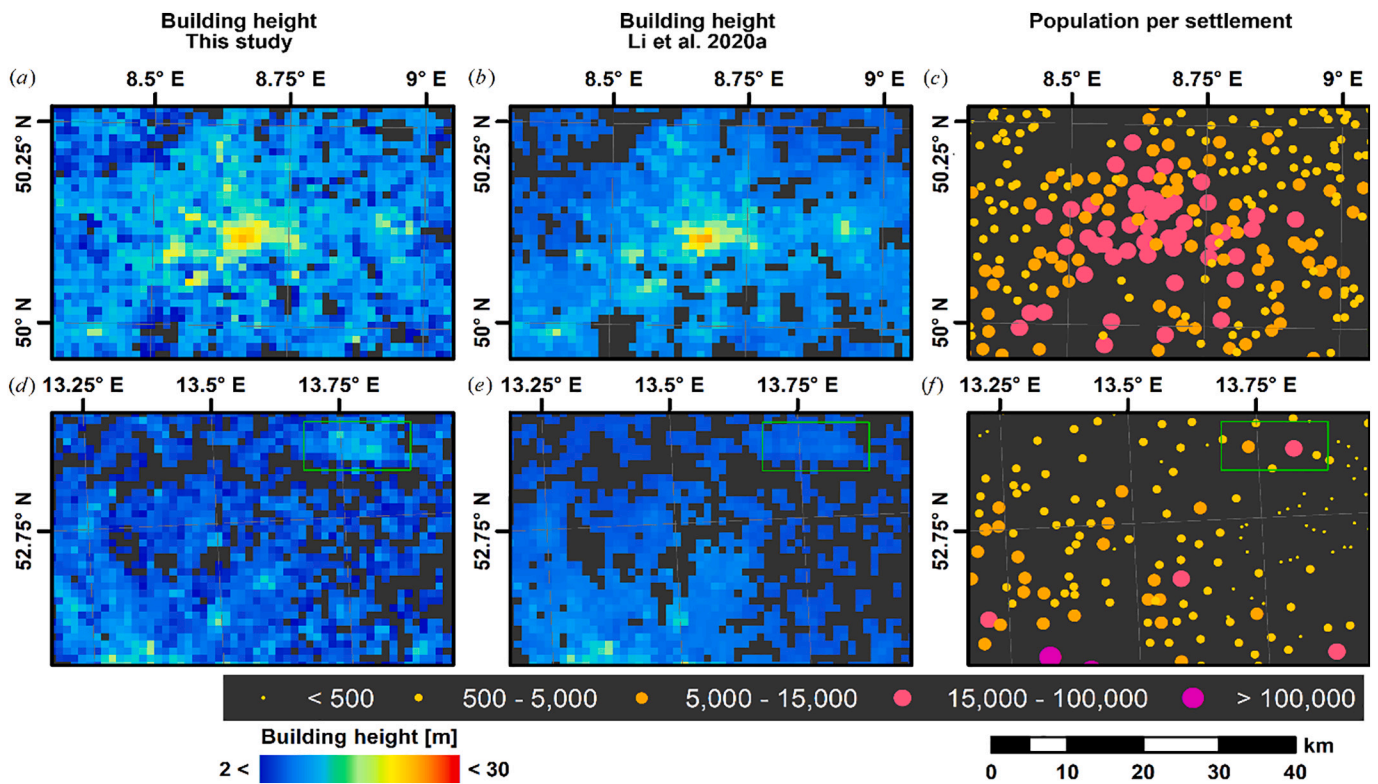 Building height
This study
Building height
Li et al. 2020a
Population per settlement
(a) 8.5° E 8.75° E 9° E
(b) 8.5° E 8.75° E 9° E
(c) 8.5° E 8.75° E 9° E
50.25° N
50° N
50.25° N
50° N
50.25° N
50° N
(d) 13.25° E 13.5° E 13.75° E
(e) 13.25° E 13.5° E 13.75° E
(f) 13.25° E 13.5° E 13.75° E
52.75° N
52.75° N
52.75° N
< 500 500 - 5,000 5,000 - 15,000 15,000 - 100,000 > 100,000
Building height [m]
2 < < 30
km
0 10 20 30 40